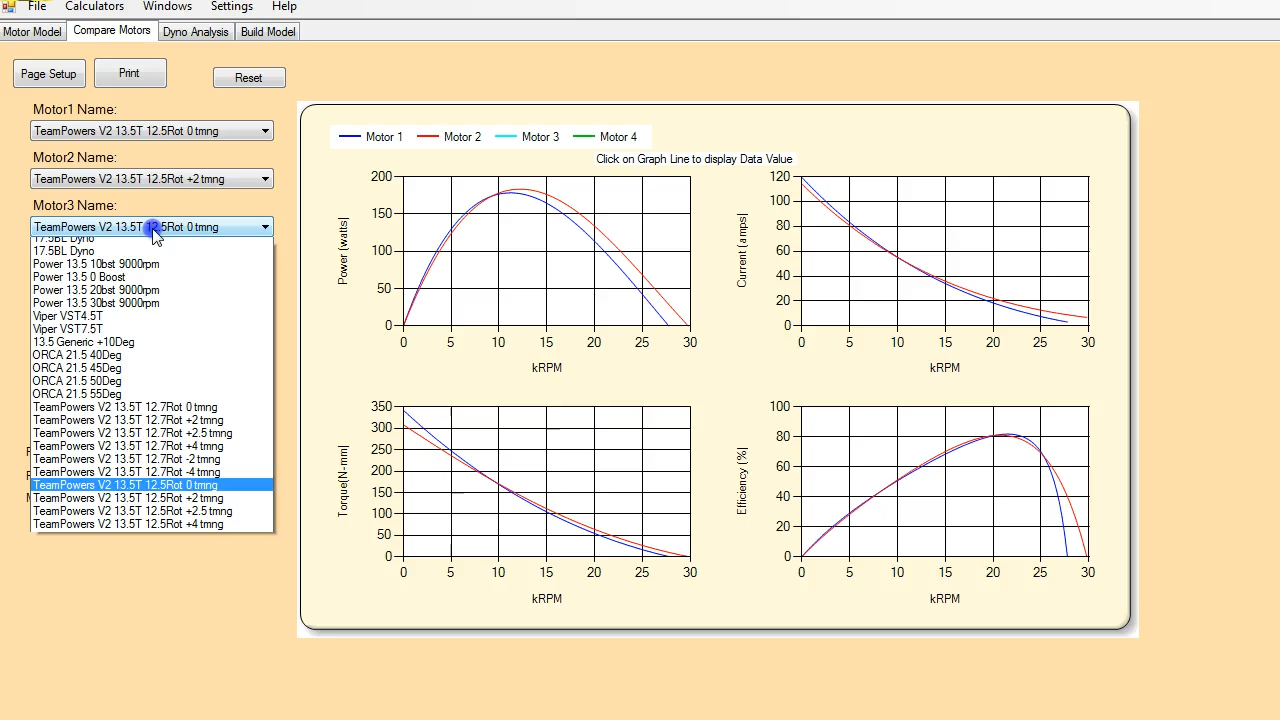 File Calculators Windows Settings Help
Motor Model Compare Motors Dyno Analysis Build Model
Page Setup Print Reset
Motor1 Name:
TeamPowers V2 13.5T 12.5Rot 0 tmng
Motor2 Name:
TeamPowers V2 13.5T 12.5Rot +2 tmng
Motor3 Name:
TeamPowers V2 13.5T 12.5Rot 0 tmng
17.5BL Dyno
17.5BL Dyno
Power 13.5 10bst 9000rpm
Power 13.5 0 Boost
Power 13.5 20bst 9000rpm
Power 13.5 30bst 9000rpm
Viper VST4.5T
Viper VST7.5T
13.5 Generic +10Deg
ORCA 21.5 40Deg
ORCA 21.5 45Deg
ORCA 21.5 50Deg
ORCA 21.5 55Deg
TeamPowers V2 13.5T 12.7Rot 0 tmng
TeamPowers V2 13.5T 12.7Rot +2 tmng
TeamPowers V2 13.5T 12.7Rot +2.5 tmng
TeamPowers V2 13.5T 12.7Rot +4 tmng
TeamPowers V2 13.5T 12.7Rot -2 tmng
TeamPowers V2 13.5T 12.7Rot -4 tmng
TeamPowers V2 13.5T 12.5Rot 0 tmng
TeamPowers V2 13.5T 12.5Rot +2 tmng
TeamPowers V2 13.5T 12.5Rot +2.5 tmng
TeamPowers V2 13.5T 12.5Rot +4 tmng
Motor 1 Motor 2 Motor 3 Motor 4
Click on Graph Line to display Data Value
Power (watts)
200
150
100
50
0
0 5 10 15 20 25 30
kRPM
Current (amps)
120
100
80
60
40
20
0
0 5 10 15 20 25 30
kRPM
Torque(N-mm)
350
300
250
200
150
100
50
0
0 5 10 15 20 25 30
kRPM
Efficiency (%)
100
80
60
40
20
0
0 5 10 15 20 25 30
kRPM